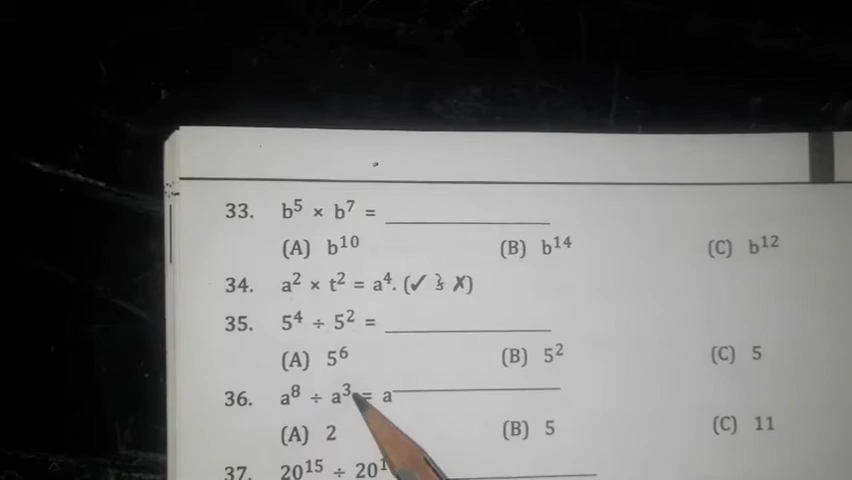 33. b⁵ × b⁷ = ____________
(A) b¹⁰ (B) b¹⁴ (C) b¹²
34. a² × t² = a⁴. (✓ કે ✗)
35. 5⁴ ÷ 5² = ____________
(A) 5⁶ (B) 5² (C) 5
36. a⁸ ÷ a³ = a‾‾‾‾‾‾‾‾‾‾‾‾
(A) 2 (B) 5 (C) 11
37. 20¹⁵ ÷ 20¹